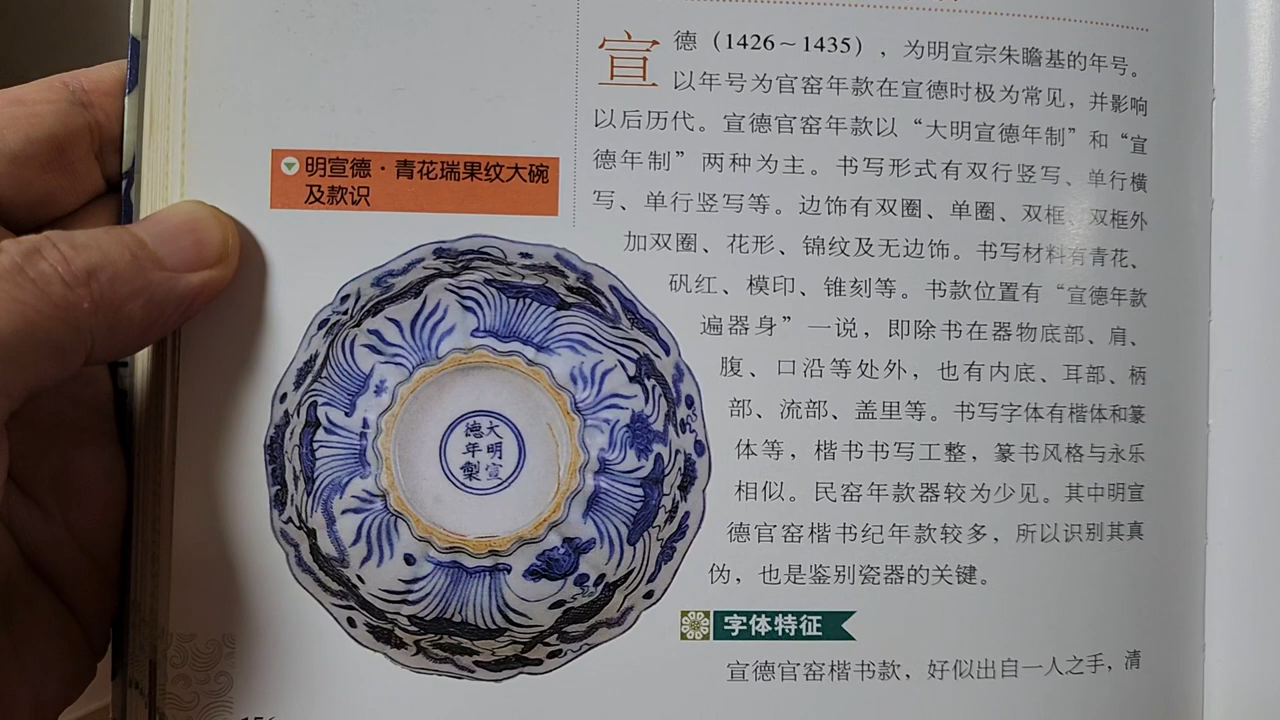 明宣德·青花瑞果纹大碗
及款识
大明宣
德年製
宣德（1426～1435），为明宣宗朱瞻基的年号。
以年号为官窑年款在宣德时极为常见，并影响
以后历代。宣德官窑年款以“大明宣德年制”和“宣
德年制”两种为主。书写形式有双行竖写、单行横
写、单行竖写等。边饰有双圈、单圈、双框、双框外
加双圈、花形、锦纹及无边饰。书写材料有青花、
矾红、模印、锥刻等。书款位置有“宣德年款
遍器身”一说，即除书在器物底部、肩、
腹、口沿等处外，也有内底、耳部、柄
部、流部、盖里等。书写字体有楷体和篆
体等，楷书书写工整，篆书风格与永乐
相似。民窑年款器较为少见。其中明宣
德官窑楷书纪年款较多，所以识别其真
伪，也是鉴别瓷器的关键。
字体特征
宣德官窑楷书款，好似出自一人之手，清